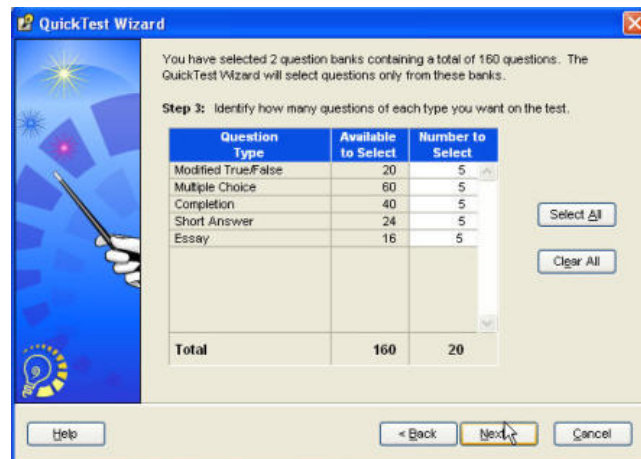 QuickTest Wizard
You have selected 2 question banks containing a total of 160 questions. The
QuickTest Wizard will select questions only from these banks.
Step 3: Identify how many questions of each type you want on the test.
Question Type Available to Select Number to Select
Modified True/False 20 5
Multiple Choice 60 5
Completion 40 5
Short Answer 24 5
Essay 16 5
Total 160 20
Select All
Clear All
Help
< Back
Next
Cancel